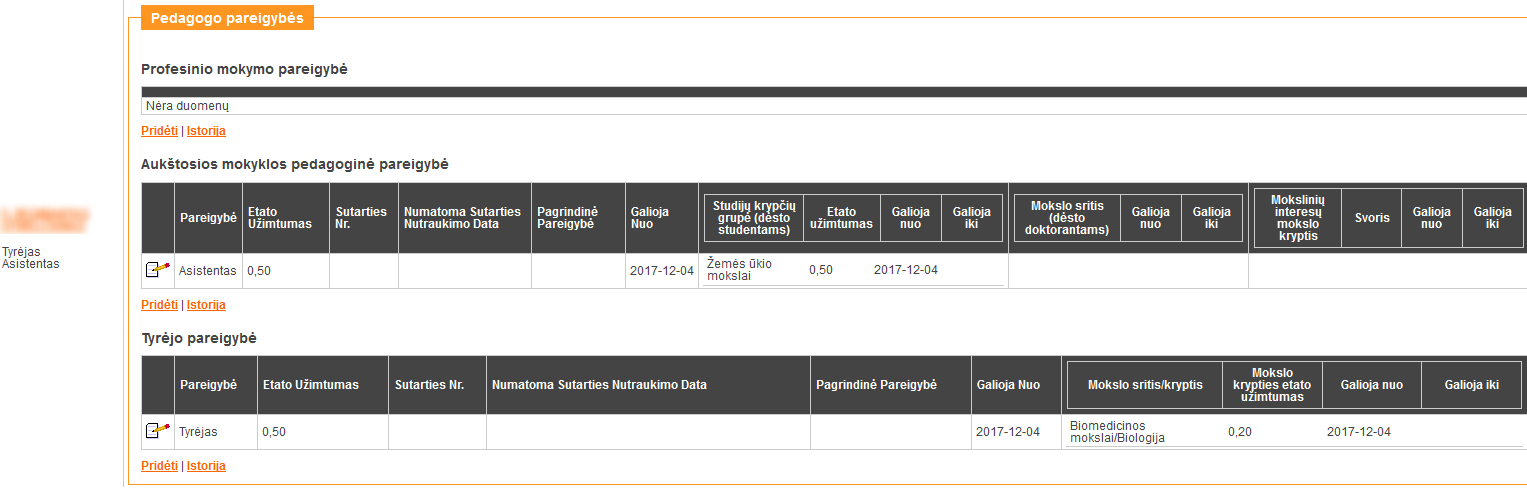 Pedagogo pareigybės
Profesinio mokymo pareigybė
Nėra duomenų
Pridėti | Istorija
Aukštosios mokyklos pedagoginė pareigybė
Pareigybė
Etato
Užimtumas
Sutarties
Nr.
Numatoma Sutarties
Nutraukimo Data
Pagrindinė
Pareigybė
Galioja
Nuo
Studijų krypčių
grupė (dėsto
studentams)
Etato
užimtumas
Galioja
nuo
Galioja
iki
Mokslo sritis
(dėsto
doktorantams)
Galioja
nuo
Galioja
iki
Mokslinių
interesų
mokslo
kryptis
Svoris
Galioja
nuo
Galioja
iki
Tyrėjas
Asistentas
Asistentas
0,50
2017-12-04
Žemės ūkio
mokslai
0,50
2017-12-04
Pridėti | Istorija
Tyrėjo pareigybė
Pareigybė
Etato Užimtumas
Sutarties Nr.
Numatoma Sutarties Nutraukimo Data
Pagrindinė Pareigybė
Galioja Nuo
Mokslo sritis/kryptis
Mokslo
krypties etato
užimtumas
Galioja nuo
Galioja iki
Tyrėjas
0,50
2017-12-04
Biomedicinos
mokslai/Biologija
0,20
2017-12-04
Pridėti | Istorija